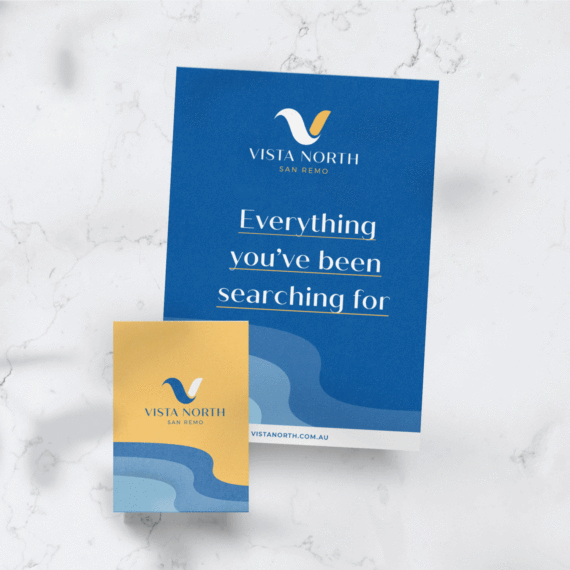 VISTA NORTH
SAN REMO
Everything
you've been
searching for
VISTANORTH.COM.AU
VISTA NORTH
SAN REMO